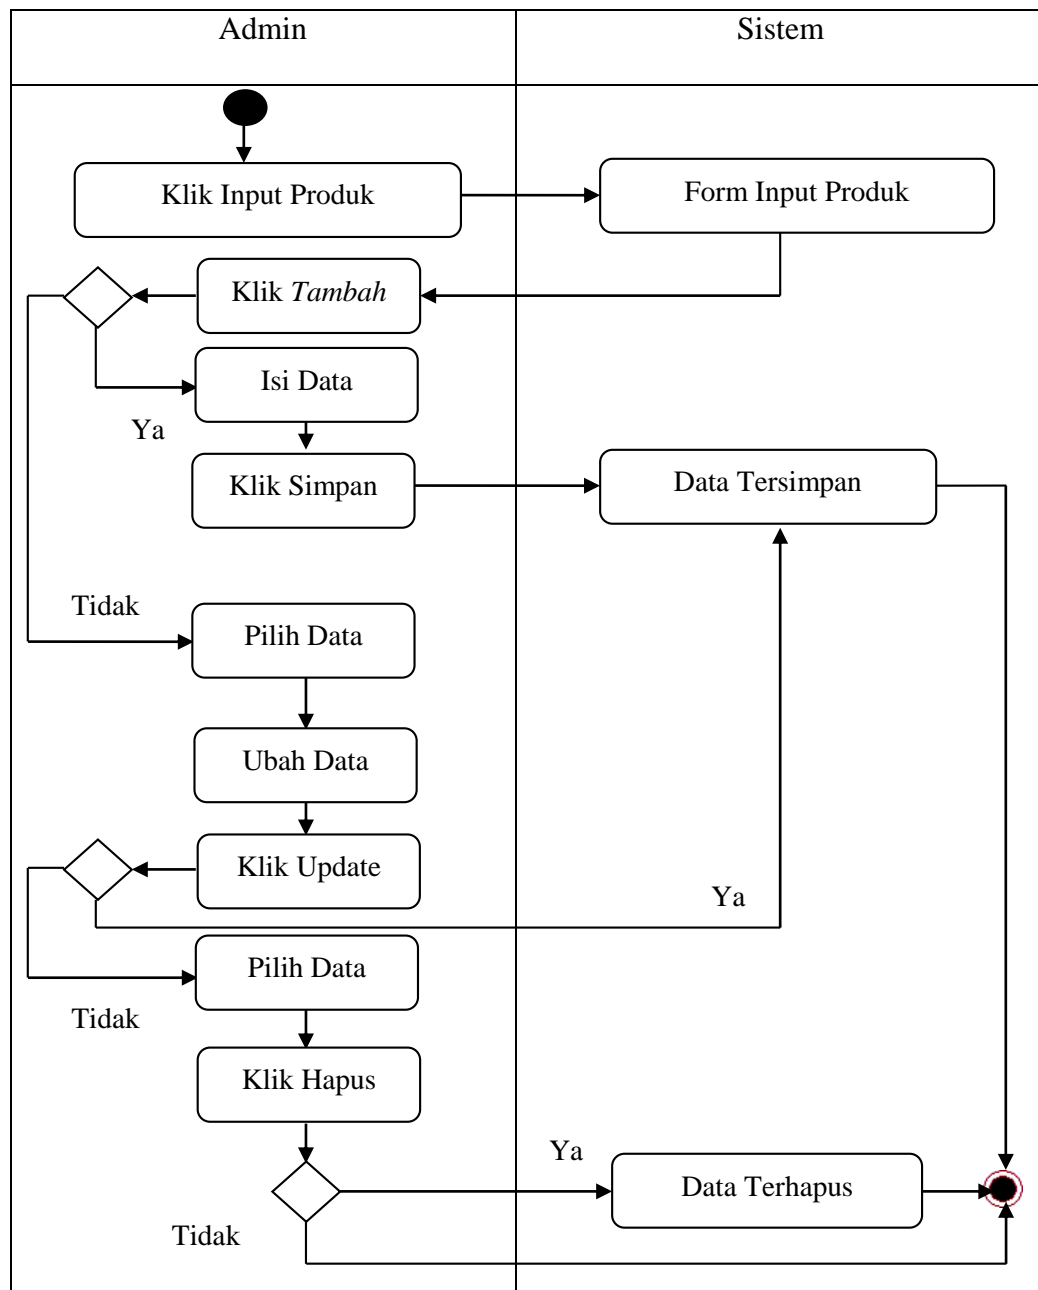 Admin
Sistem
Klik Input Produk
Form Input Produk
Klik Tambah
Isi Data
Ya
Klik Simpan
Data Tersimpan
Tidak
Pilih Data
Ubah Data
Klik Update
Ya
Pilih Data
Tidak
Klik Hapus
Ya
Data Terhapus
Tidak